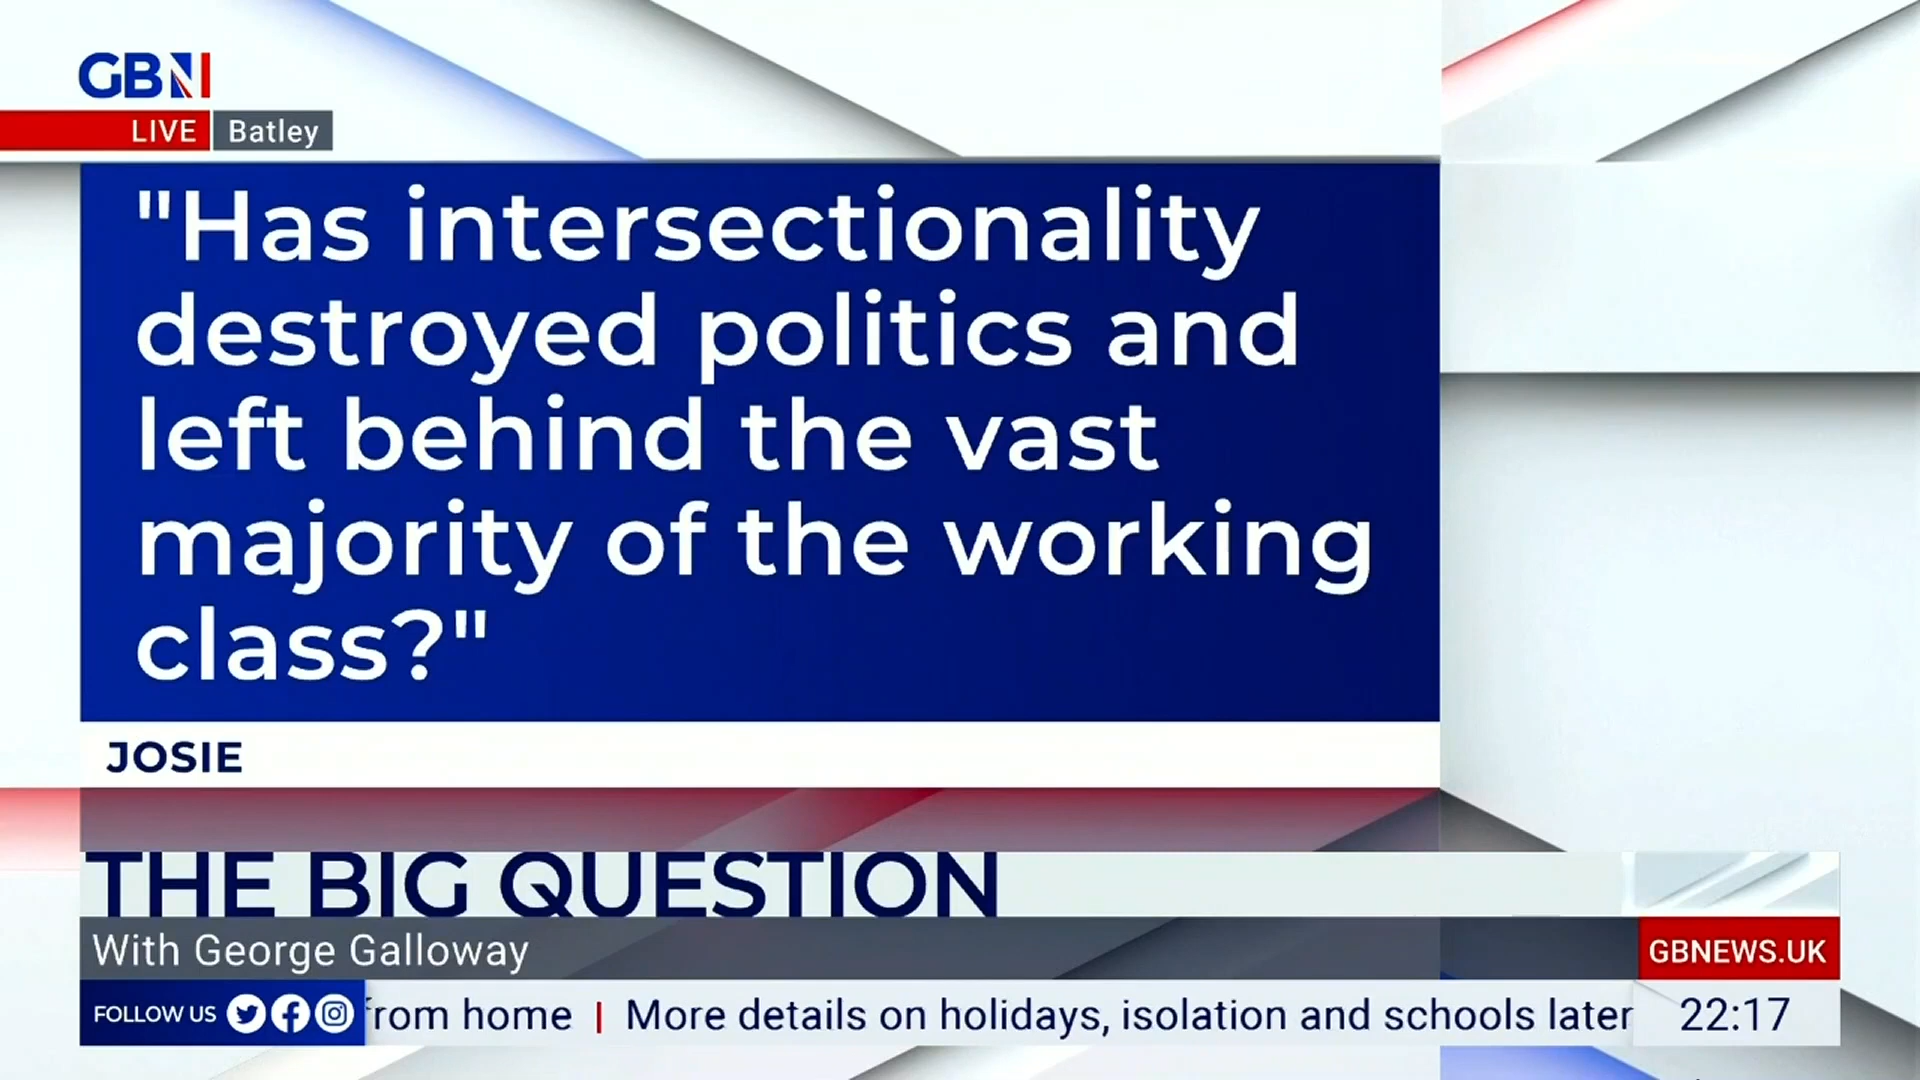 GBN
LIVE Batley
"Has intersectionality
destroyed politics and
left behind the vast
majority of the working
class?"
JOSIE
THE BIG QUESTION
With George Galloway
GBNEWS.UK
FOLLOW US
from home | More details on holidays, isolation and schools later
22:17